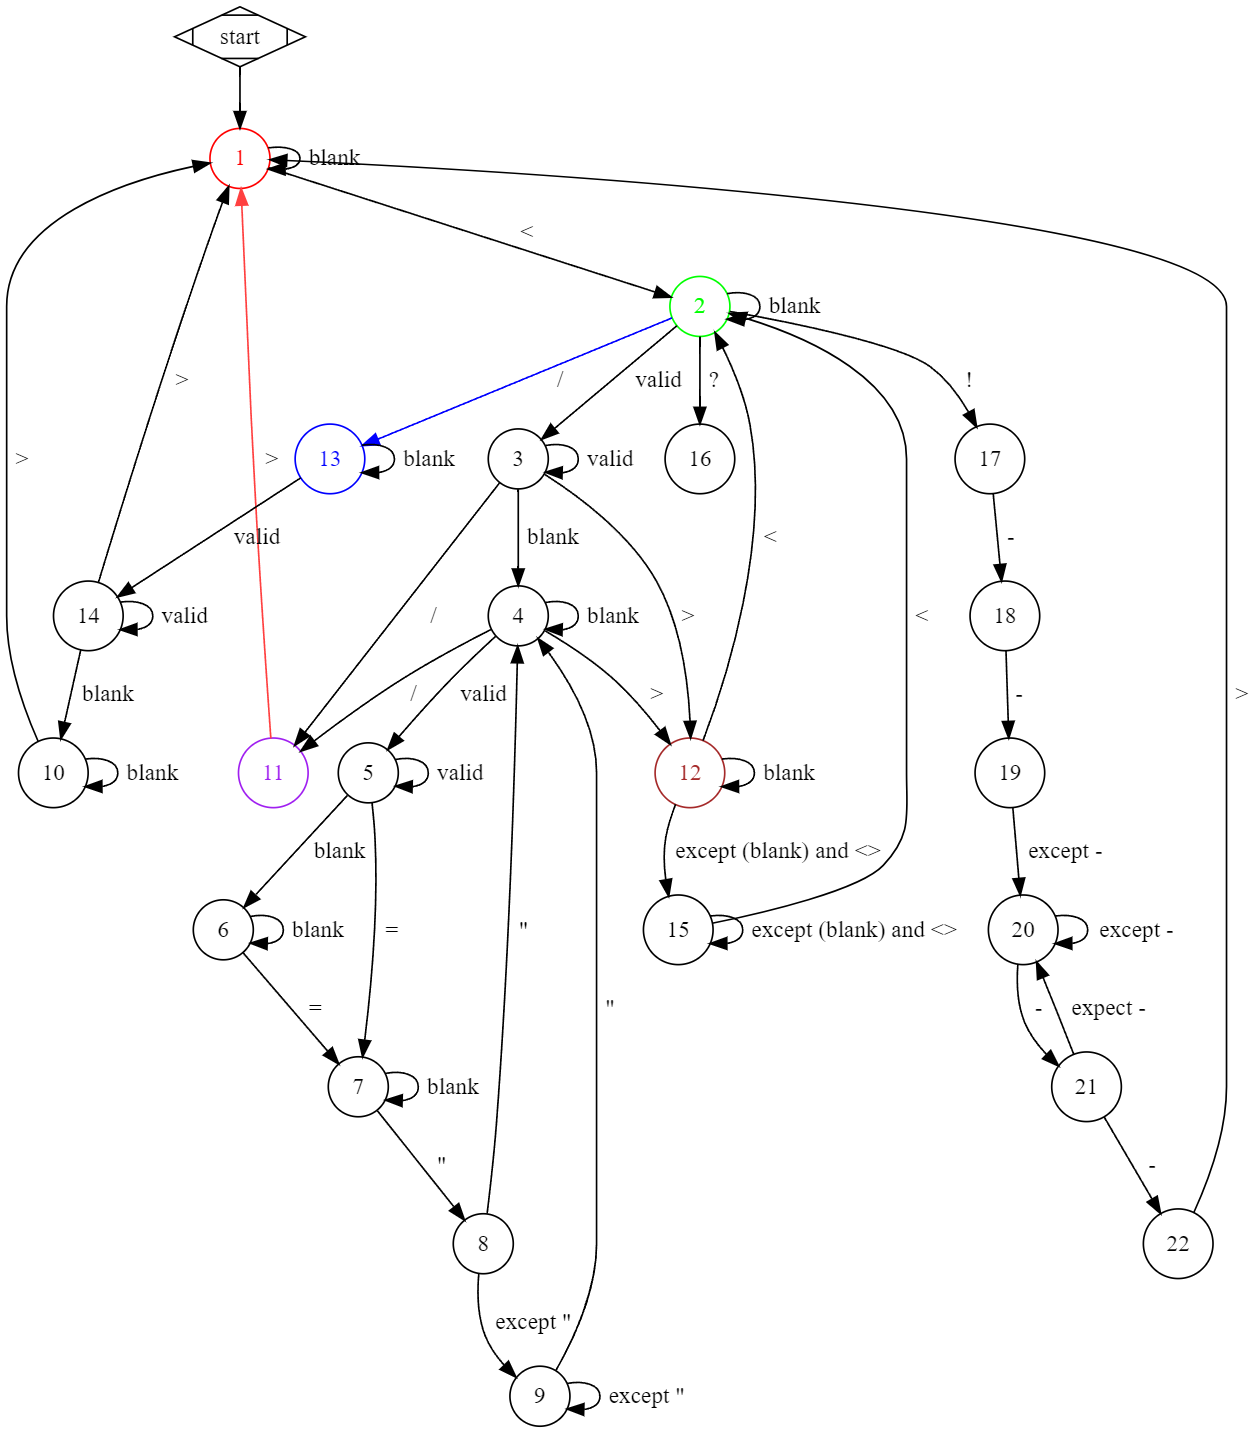 start
1
blank
<
2
blank
/
valid
?
!
>
>
>
13
blank
3
valid
16
17
valid
blank
<
-
14
valid
/
4
blank
>
<
18
blank
/
valid
>
-
>
10
blank
11
5
valid
12
blank
19
blank
except (blank) and <>
except -
6
blank
=
"
15
except (blank) and <>
20
except -
=
"
-
expect -
7
blank
21
"
-
8
22
except "
9
except "